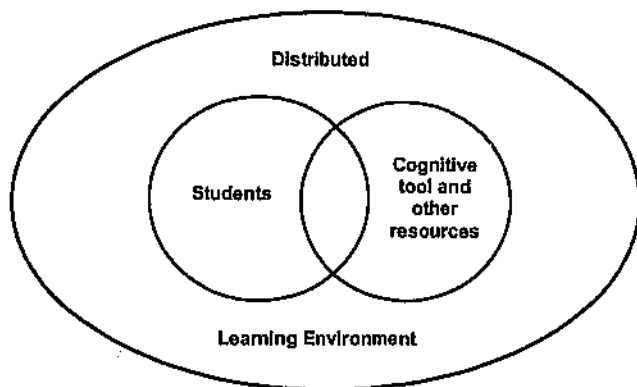 Distributed
Students
Cognitive
tool and
other
resources
Learning Environment